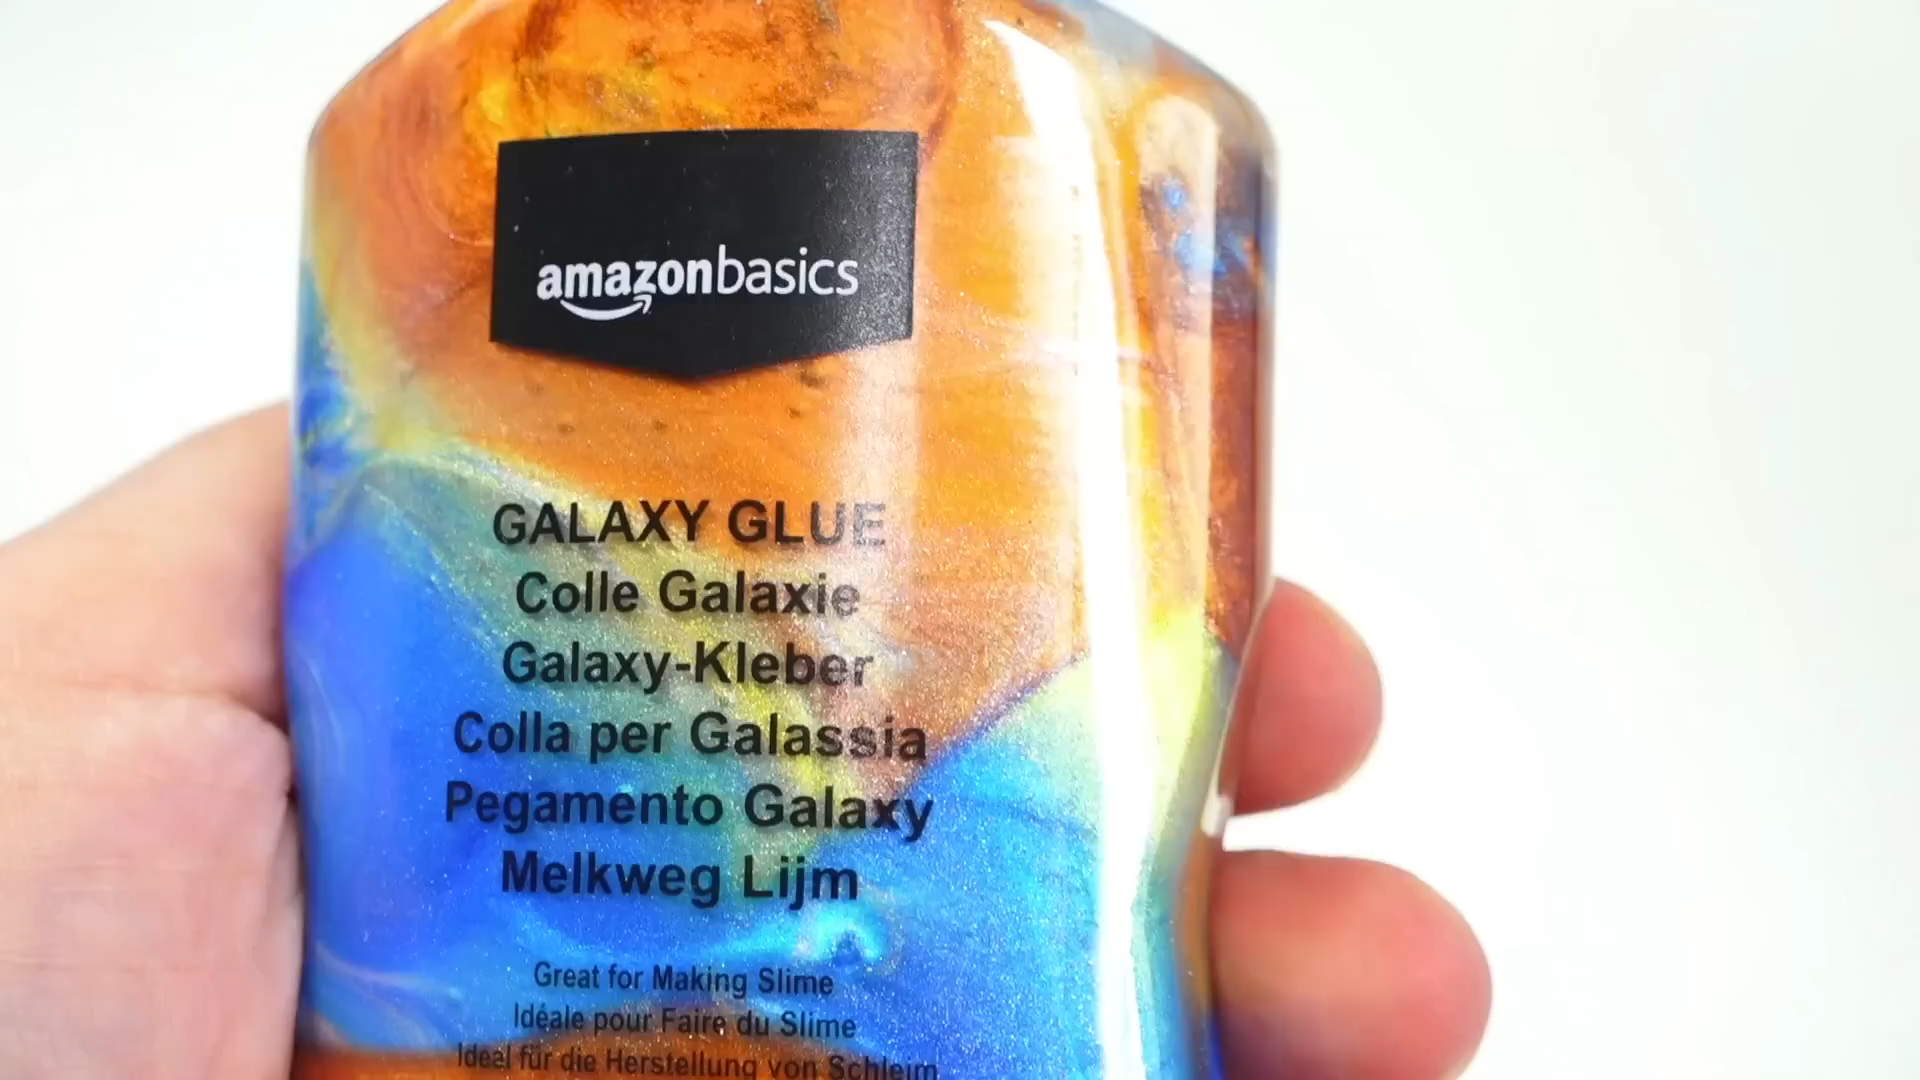 amazonbasics
GALAXY GLUE
Colle Galaxie
Galaxy-Kleber
Colla per Galassia
Pegamento Galaxy
Melkweg Lijm
Great for Making Slime
Idéale pour Faire du Slime
Ideal für die Herstellung von Schleim